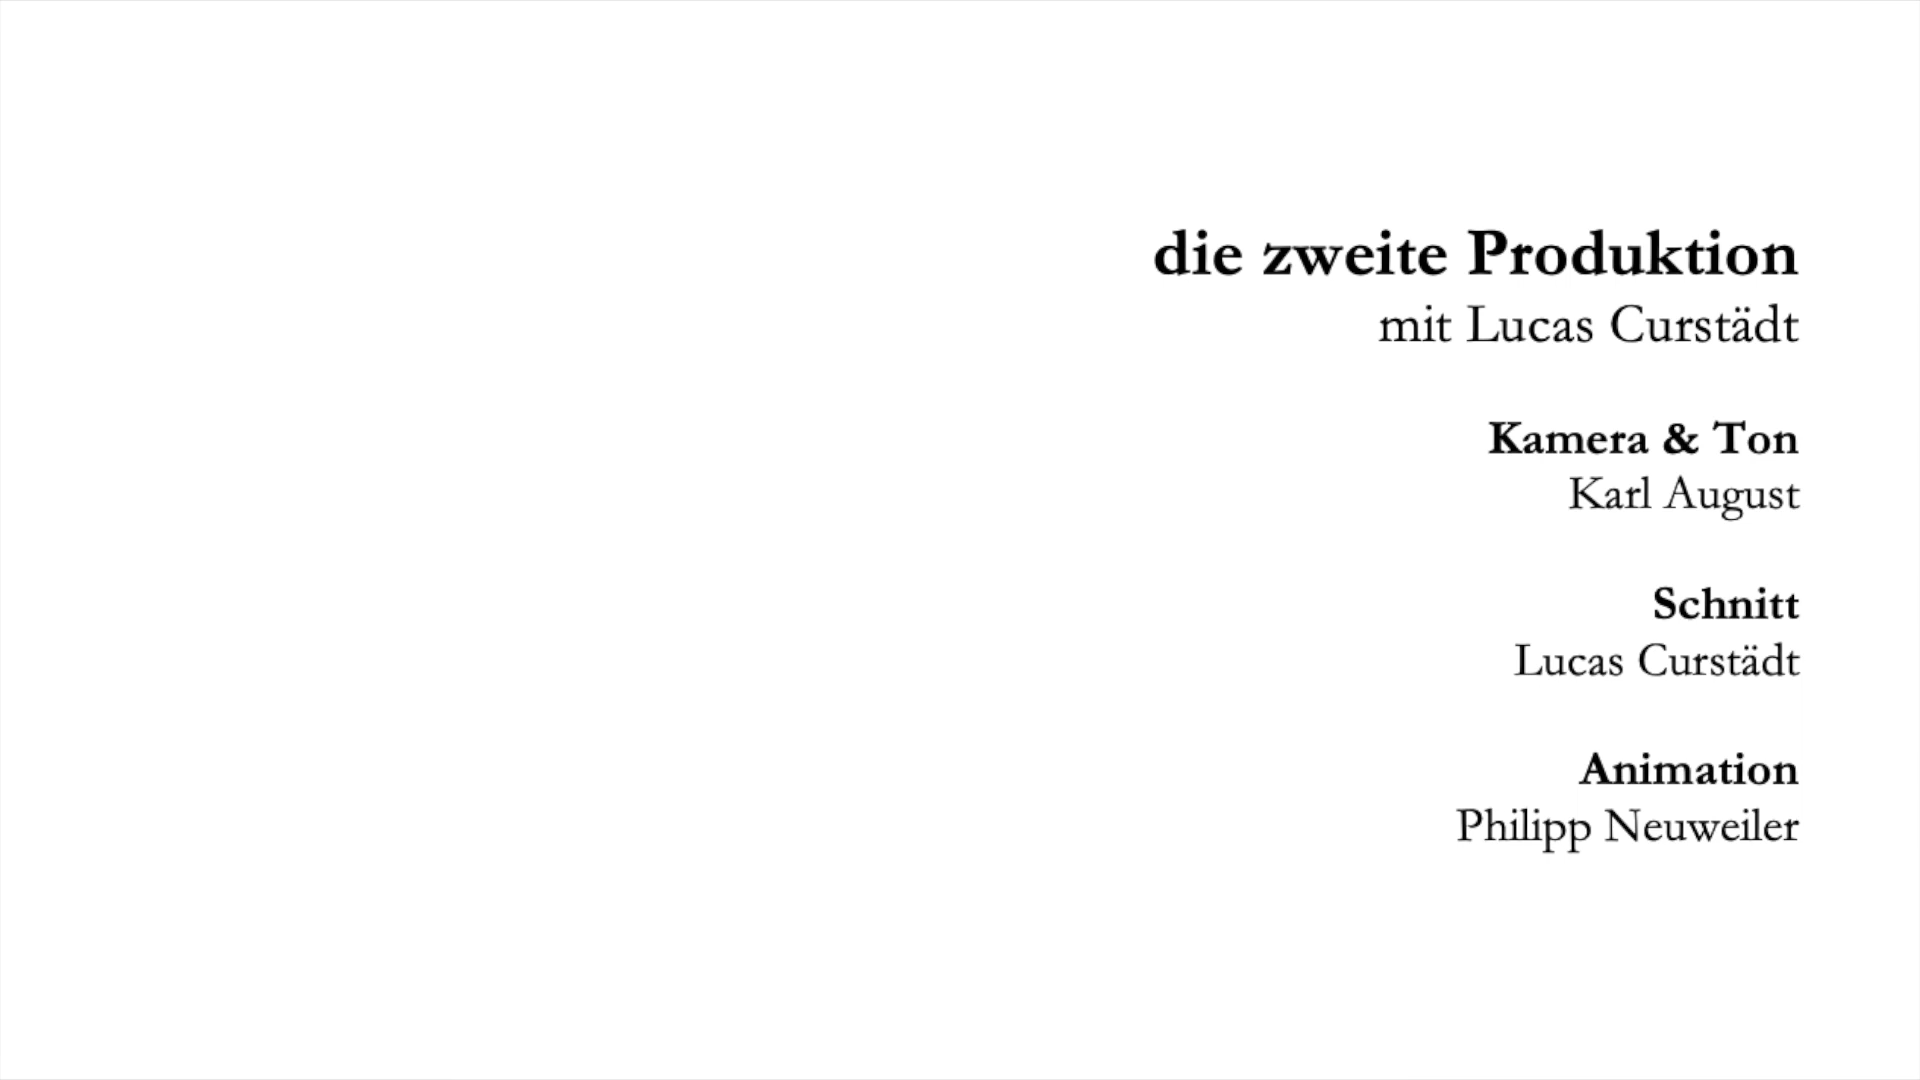 die zweite Produktion
mit Lucas Curstädt
Kamera & Ton
Karl August
Schnitt
Lucas Curstädt
Animation
Philipp Neuweiler